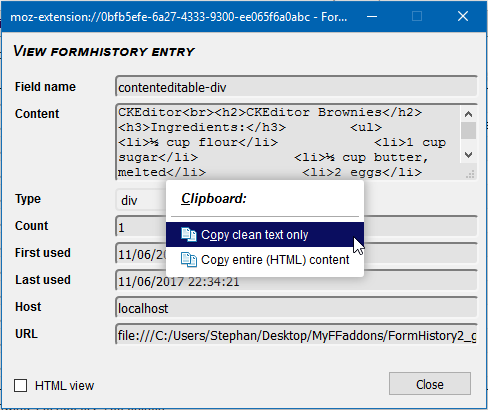 moz-extension://0bfb5efe-6a27-4333-9300-ee065f6a0abc - For...
View formhistory entry
Field name
contenteditable-div
Content
CKEditor<br><h2>CKEditor Brownies</h2>
<h3>Ingredients:</h3> <ul>
<li>½ cup flour</li> <li>1 cup
sugar</li> <li>½ cup butter,
melted</li> <li>2 eggs</li>
Type
div
Clipboard:
Count
1
Copy clean text only
First used
11/06/20
Copy entire (HTML) content
Last used
11/06/2017 22:34:21
Host
localhost
URL
file:///C:/Users/Stephan/Desktop/MyFFaddons/FormHistory2_g
HTML view
Close